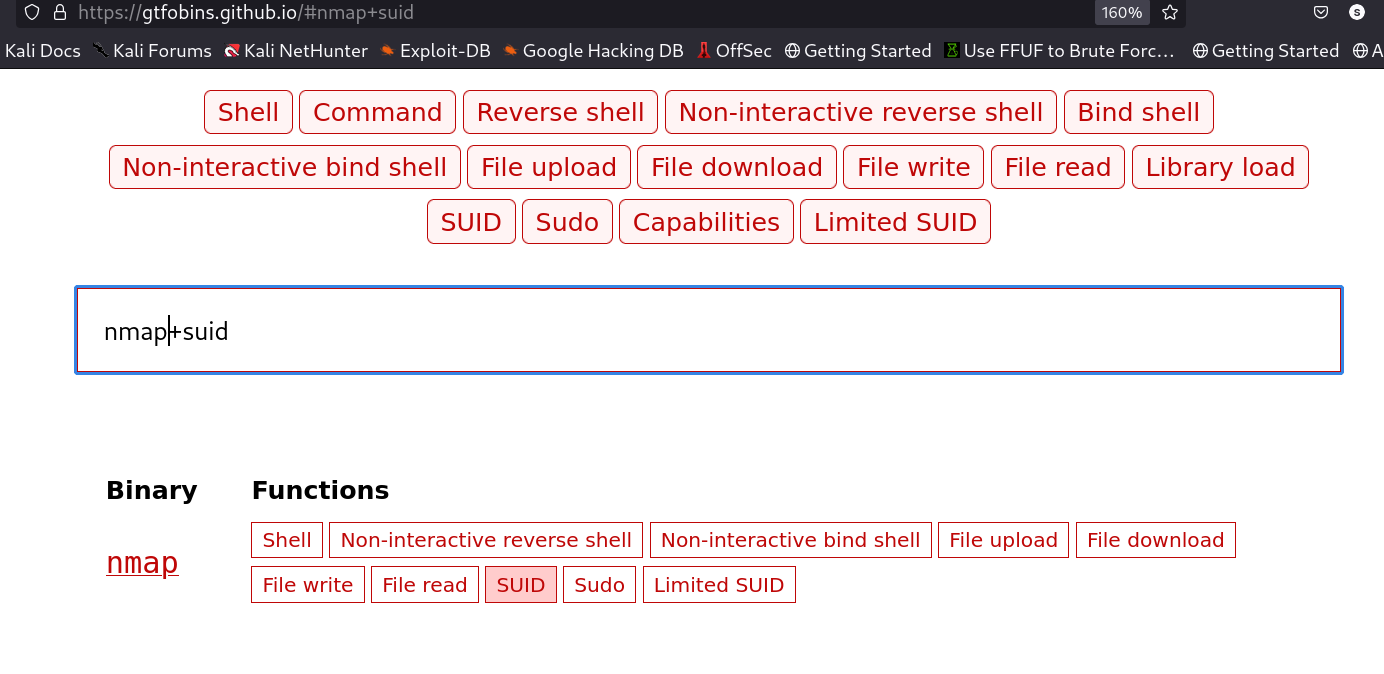 https://gtfobins.github.io/#nmap+suid 160% s
Kali Docs Kali Forums Kali NetHunter Exploit-DB Google Hacking DB OffSec Getting Started Use FFUF to Brute Forc… Getting Started A
Shell Command Reverse shell Non-interactive reverse shell Bind shell
Non-interactive bind shell File upload File download File write File read Library load
SUID Sudo Capabilities Limited SUID
nmap+suid
Binary Functions
nmap
Shell Non-interactive reverse shell Non-interactive bind shell File upload File download
File write File read SUID Sudo Limited SUID